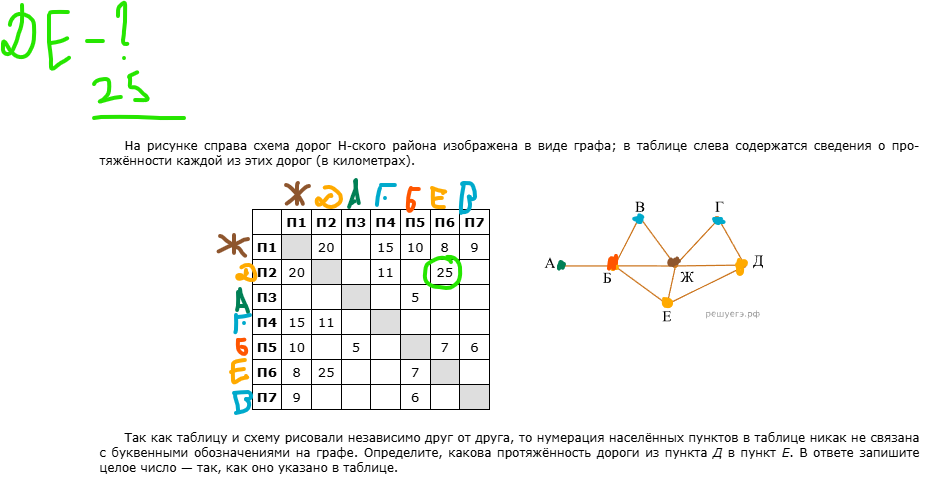 DE - ?
25
На рисунке справа схема дорог Н-ского района изображена в виде графа; в таблице слева содержатся сведения о про-
тяжённости каждой из этих дорог (в километрах).
Ж Д А Г Б Е В
П1 П2 П3 П4 П5 П6 П7
Ж П1 20 15 10 8 9
Д П2 20 11 25
А П3 5
Г П4 15 11
Б П5 10 5 7 6
Е П6 8 25 7
В П7 9 6
В Г
А Б Ж Д
Е
решуегэ.рф
Так как таблицу и схему рисовали независимо друг от друга, то нумерация населённых пунктов в таблице никак не связана
с буквенными обозначениями на графе. Определите, какова протяжённость дороги из пункта Д в пункт Е. В ответе запишите
целое число — так, как оно указано в таблице.